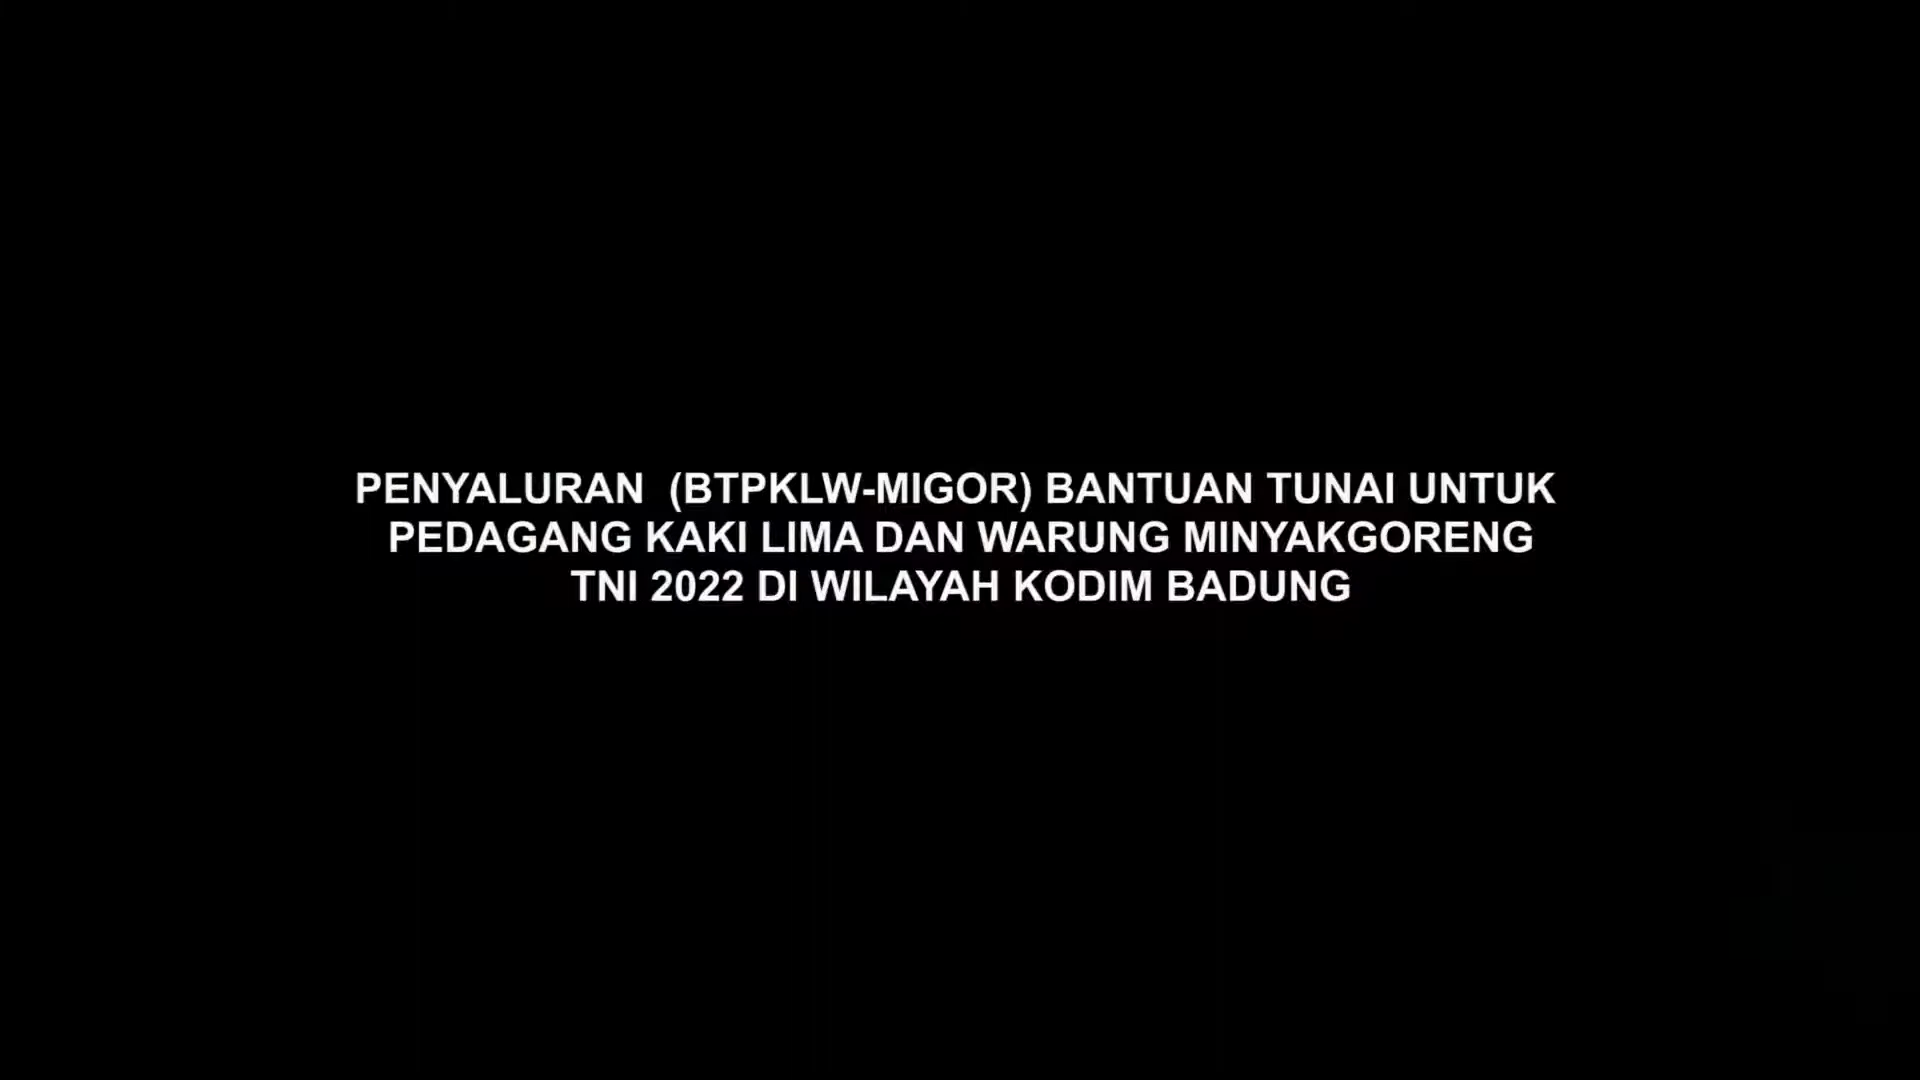 PENYALURAN  (BTPKLW-MIGOR) BANTUAN TUNAI UNTUK
PEDAGANG KAKI LIMA DAN WARUNG MINYAKGORENG
TNI 2022 DI WILAYAH KODIM BADUNG